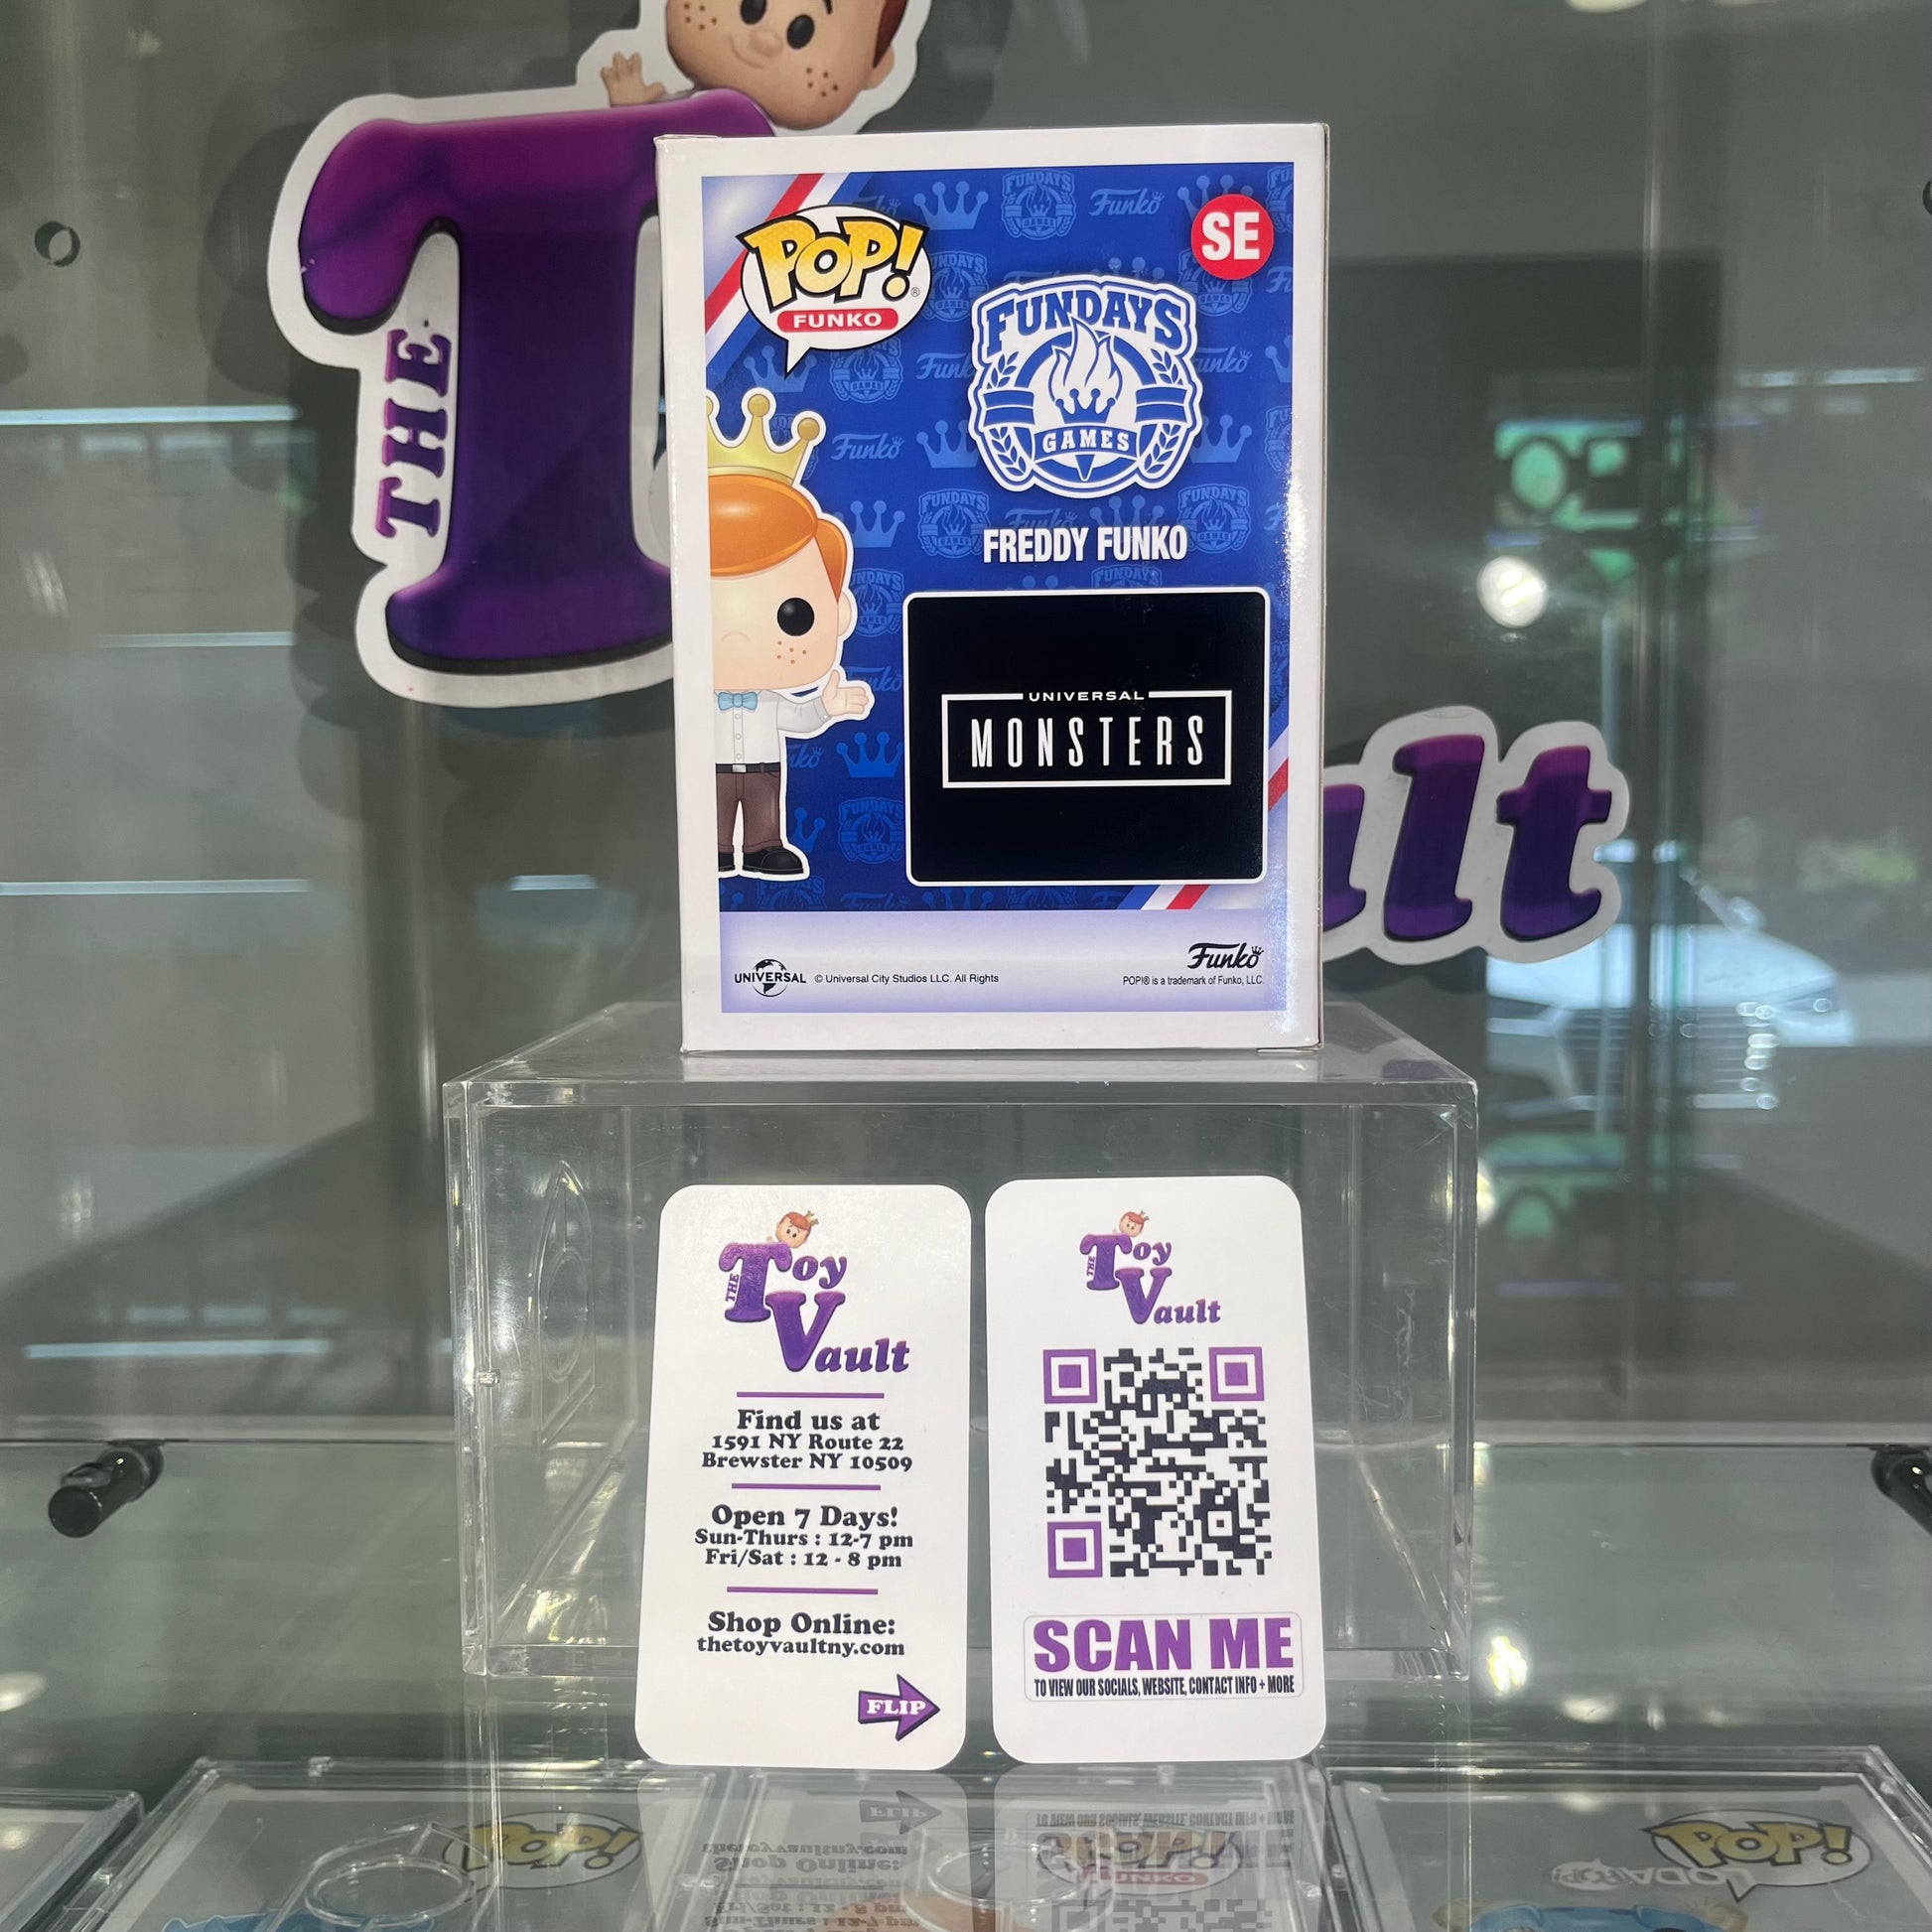 THE T
ult
POP!
FUNKO
SE
FUNDAYS
GAMES
FREDDY FUNKO
UNIVERSAL
MONSTERS
UNIVERSAL
© Universal City Studios LLC. All Rights
Funko
POP!® is a trademark of Funko, LLC.
THE Toy
Vault
Find us at
1591 NY Route 22
Brewster NY 10509
Open 7 Days!
Sun-Thurs : 12-7 pm
Fri/Sat : 12 - 8 pm
Shop Online:
thetoyvaultny.com
FLIP
THE Toy
Vault
SCAN ME
TO VIEW OUR SOCIALS, WEBSITE, CONTACT INFO + MORE
POP!
POP!
FUNKO
POP!